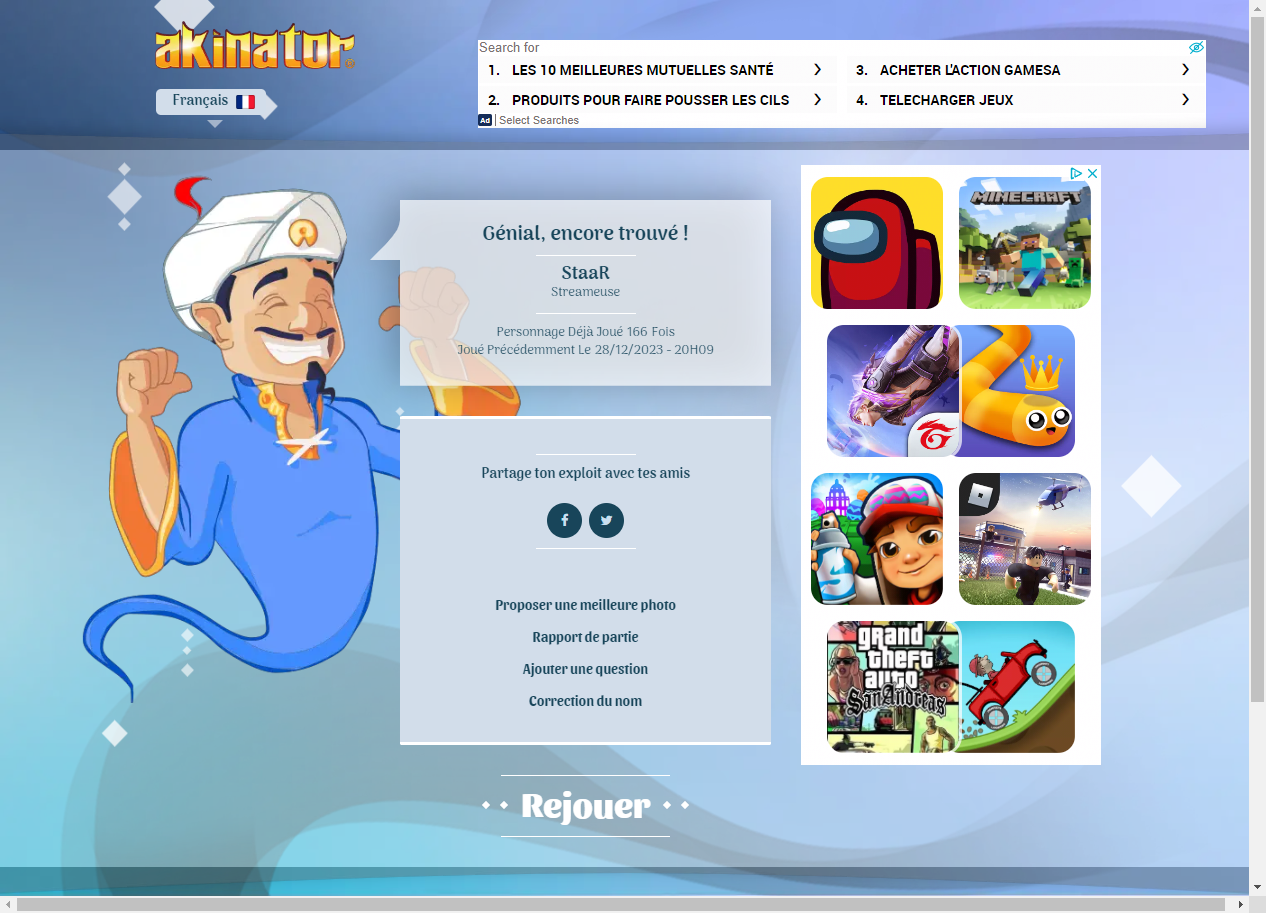 akinator
Search for
1. LES 10 MEILLEURES MUTUELLES SANTÉ
3. ACHETER L'ACTION GAMESA
2. PRODUITS POUR FAIRE POUSSER LES CILS
4. TELECHARGER JEUX
Ad | Select Searches
Français
Génial, encore trouvé !
StaaR
Streameuse
Personnage Déjà Joué 166 Fois
Joué Précédemment Le 28/12/2023 - 20H09
MINECRAFT
Partage ton exploit avec tes amis
Proposer une meilleure photo
Rapport de partie
Ajouter une question
Correction du nom
grand
theft
auto
San Andreas
Rejouer